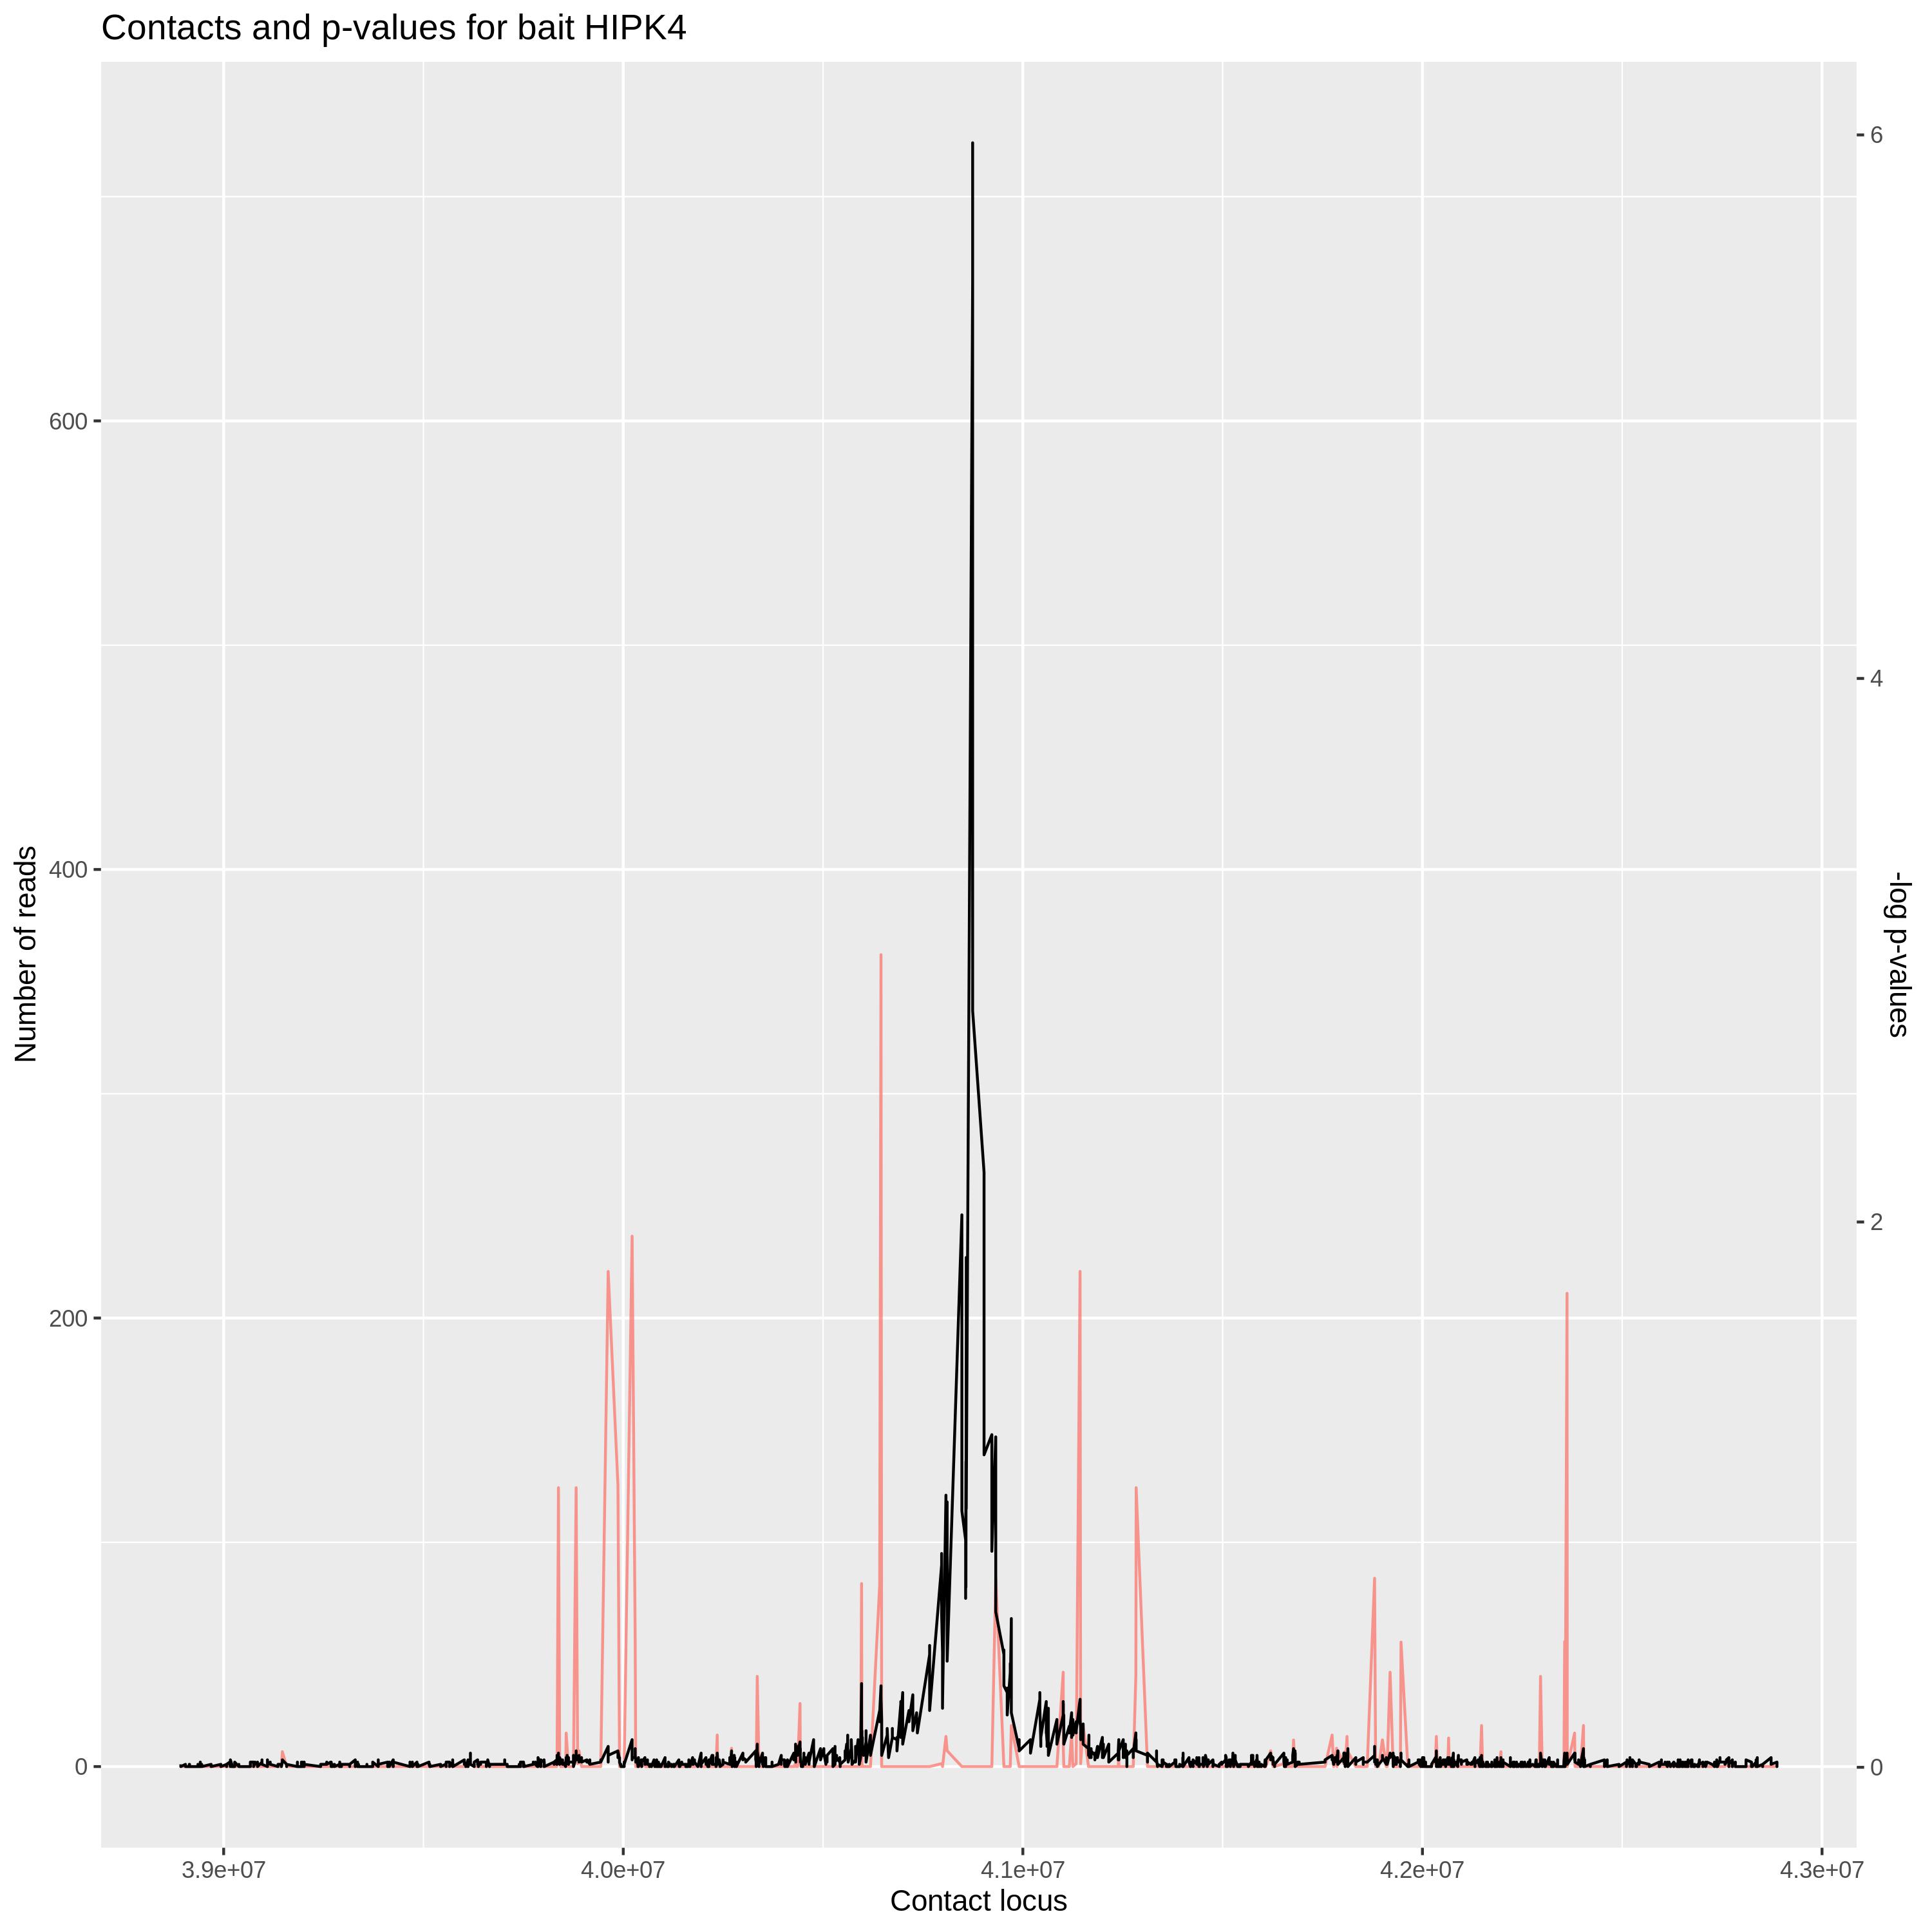 Contacts and p-values for bait HIPK4
6
600
4
400
Number of reads
-log p-values
2
200
0
0
3.9e+07
4.0e+07
4.1e+07
4.2e+07
4.3e+07
Contact locus